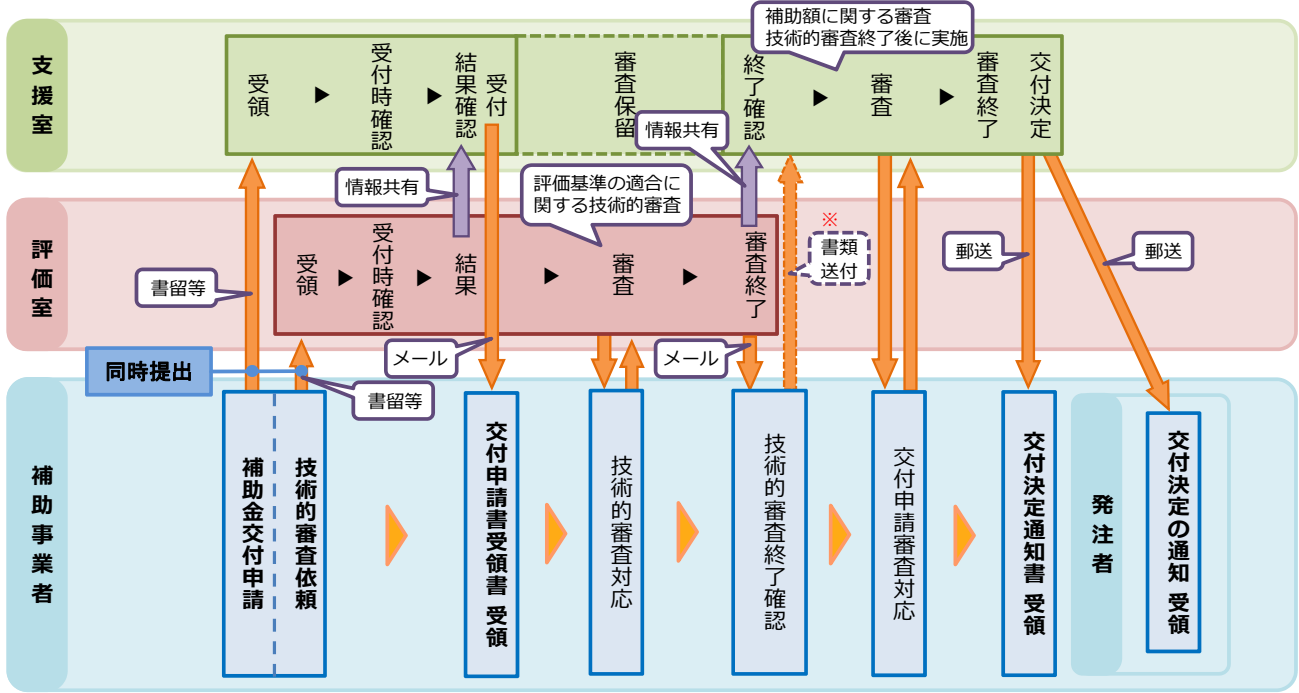 支援室
受領
受付時確認
結果確認
受付
審査保留
終了確認
審査
審査終了
交付決定
補助額に関する審査
技術的審査終了後に実施
情報共有
情報共有
評価室
受領
受付時確認
結果
審査
審査終了
評価基準の適合に
関する技術的審査
※
書類
送付
郵送
郵送
書留等
メール
メール
同時提出
書留等
補助事業者
補助金交付申請
技術的審査依頼
交付申請書受領書 受領
技術的審査対応
技術的審査終了確認
交付申請審査対応
交付決定通知書 受領
発注者
交付決定の通知 受領